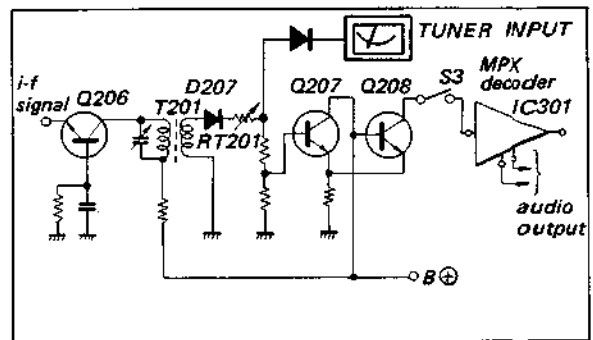 TUNER INPUT
i-f
signal
Q206
T201
D207
RT201
Q207
Q208
S3
MPX
decoder
IC301
audio
output
B ⊕